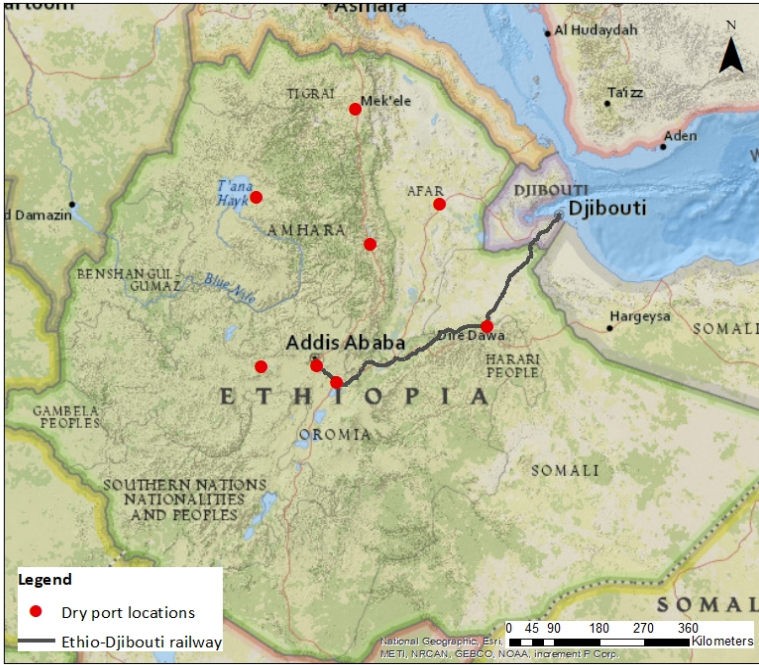 Asmara
Al Hudaydah
N
Ta'izz
TIGRAI
Mek'ele
Aden
T'ana
Hayk
AFAR
DJIBOUTI
Djibouti
d Damazin
AMHARA
BENSHANGUL-
GUMAZ
Blue Nile
Hargeysa
SOMALI
Dire Dawa
Addis Ababa
HARARI
PEOPLE
ETHIOPIA
GAMBELA
PEOPLES
OROMIA
SOMALI
SOUTHERN NATIONS
NATIONALITIES
AND PEOPLES
Legend
Dry port locations
Ethio-Djibouti railway
SOMAL
National Geographic, Esri,
METI, NRCAN, GEBCO, NOAA, increment P Corp.
0 45 90 180 270 360
Kilometers